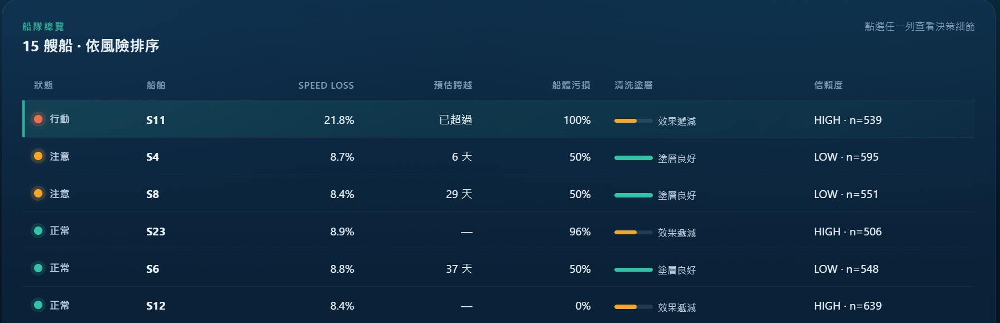 船隊總覽
點選任一列查看決策細節
15 艘船 · 依風險排序
狀態 船舶 SPEED LOSS 預估跨越 船體污損 清洗塗層 信賴度
行動 S11 21.8% 已超過 100% 效果遞減 HIGH · n=539
注意 S4 8.7% 6 天 50% 塗層良好 LOW · n=595
注意 S8 8.4% 29 天 50% 塗層良好 LOW · n=551
正常 S23 8.9% — 96% 效果遞減 HIGH · n=506
正常 S6 8.8% 37 天 50% 塗層良好 LOW · n=548
正常 S12 8.4% — 0% 效果遞減 HIGH · n=639